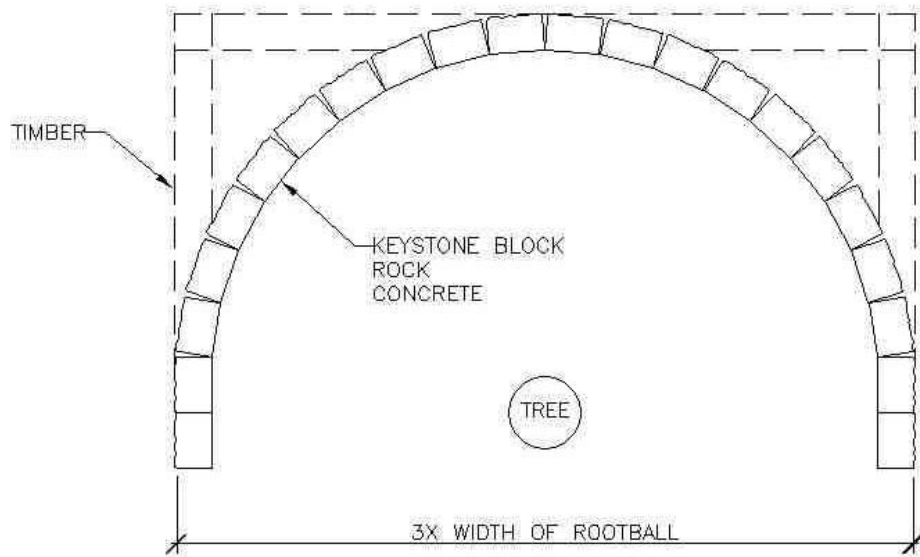 TIMBER
KEYSTONE BLOCK
ROCK
CONCRETE
TREE
3X WIDTH OF ROOTBALL